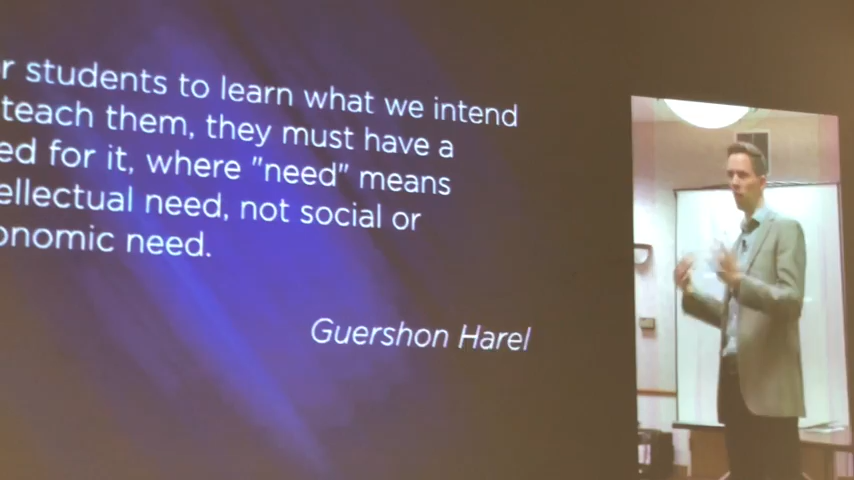 r students to learn what we intend
teach them, they must have a
ed for it, where "need" means
ellectual need, not social or
onomic need.
Guershon Harel